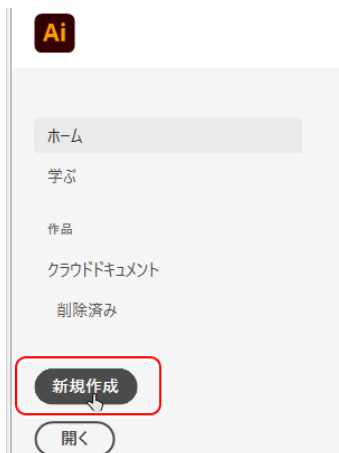 Ai
ホーム
学ぶ
作品
クラウドドキュメント
削除済み
新規作成
開く